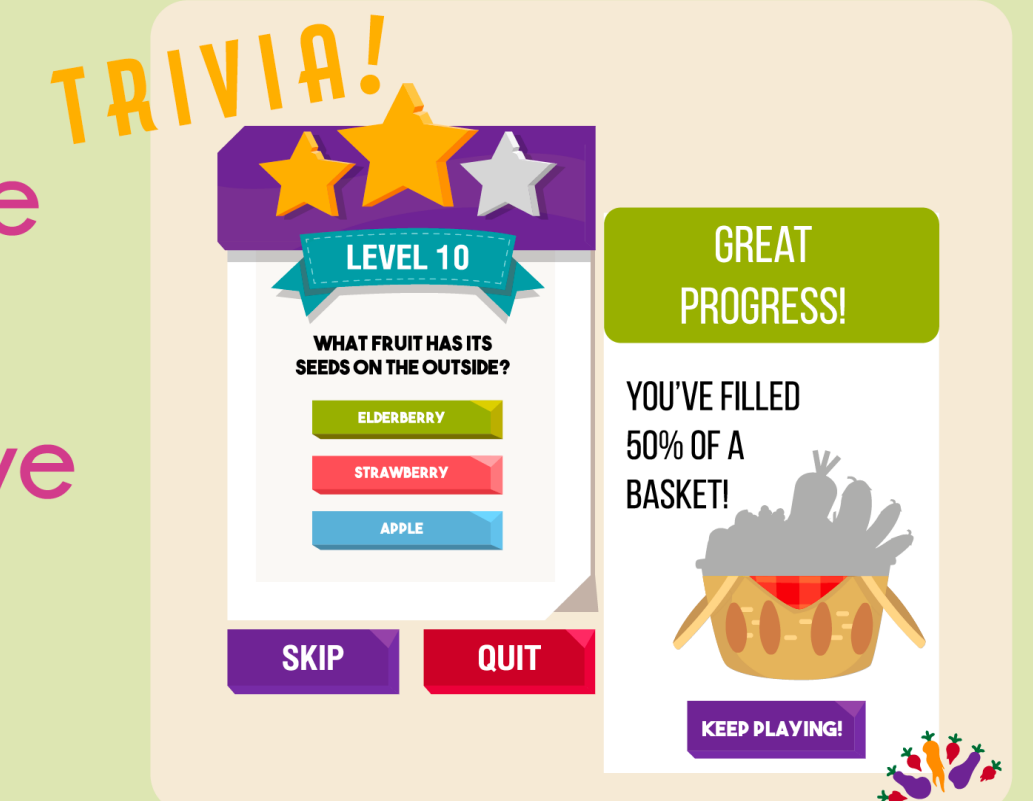 TRIVIA!
LEVEL 10
WHAT FRUIT HAS ITS
SEEDS ON THE OUTSIDE?
ELDERBERRY
STRAWBERRY
APPLE
SKIP
QUIT
GREAT
PROGRESS!
YOU'VE FILLED
50% OF A
BASKET!
KEEP PLAYING!